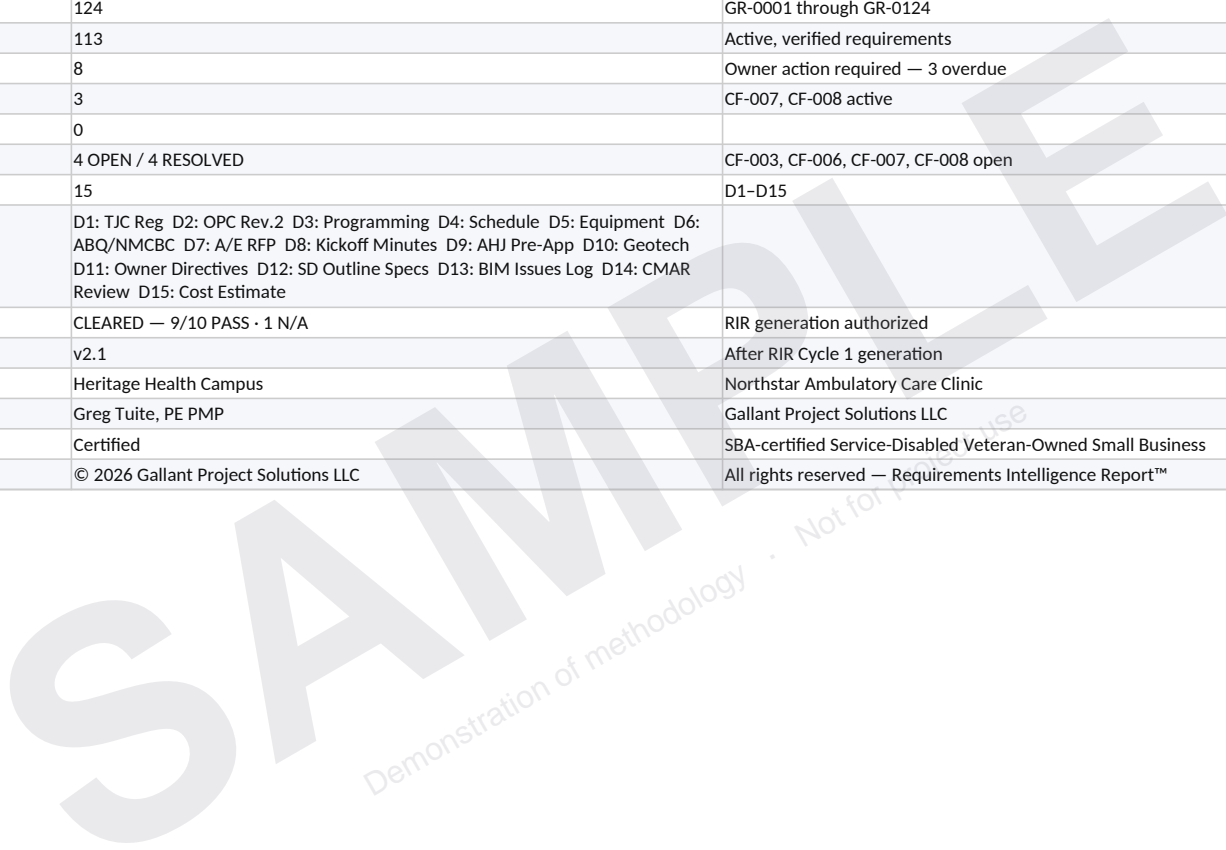 124 GR-0001 through GR-0124
113 Active, verified requirements
8 Owner action required — 3 overdue
3 CF-007, CF-008 active
0
4 OPEN / 4 RESOLVED CF-003, CF-006, CF-007, CF-008 open
15 D1–D15
D1: TJC Reg D2: OPC Rev.2 D3: Programming D4: Schedule D5: Equipment D6:
ABQ/NMCBC D7: A/E RFP D8: Kickoff Minutes D9: AHJ Pre-App D10: Geotech
D11: Owner Directives D12: SD Outline Specs D13: BIM Issues Log D14: CMAR
Review D15: Cost Estimate
CLEARED — 9/10 PASS · 1 N/A RIR generation authorized
v2.1 After RIR Cycle 1 generation
Heritage Health Campus Northstar Ambulatory Care Clinic
Greg Tuite, PE PMP Gallant Project Solutions LLC
Certified SBA-certified Service-Disabled Veteran-Owned Small Business
© 2026 Gallant Project Solutions LLC All rights reserved — Requirements Intelligence Report™
SAMPLE
Demonstration of methodology · Not for project use